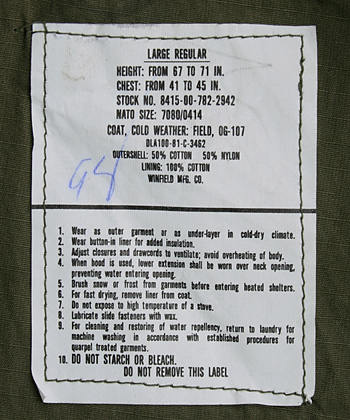 LARGE REGULAR
HEIGHT: FROM 67 TO 71 IN.
CHEST: FROM 41 TO 45 IN.
STOCK NO. 8415-00-782-2942
NATO SIZE: 7080/0414
COAT, COLD WEATHER: FIELD, OG-107
DLA100-81-C-3462
OUTERSHELL: 50% COTTON 50% NYLON
LINING: 100% COTTON
WINFIELD MFG. CO.
1. Wear as outer garment or as under-layer in cold-dry climate.
2. Wear button-in liner for added insulation.
3. Adjust closures and drawcords to ventilate; avoid overheating of body.
4. When hood is used, lower extension shall be worn over neck opening,
preventing water entering opening.
5. Brush snow or frost from garments before entering heated shelters.
6. For fast drying, remove liner from coat.
7. Do not expose to high temperature of a stove.
8. Lubricate slide fasteners with wax.
9. For cleaning and restoring of water repellency, return to laundry for
machine washing in accordance with established procedures for
quarpel treated garments.
10. DO NOT STARCH OR BLEACH.
DO NOT REMOVE THIS LABEL